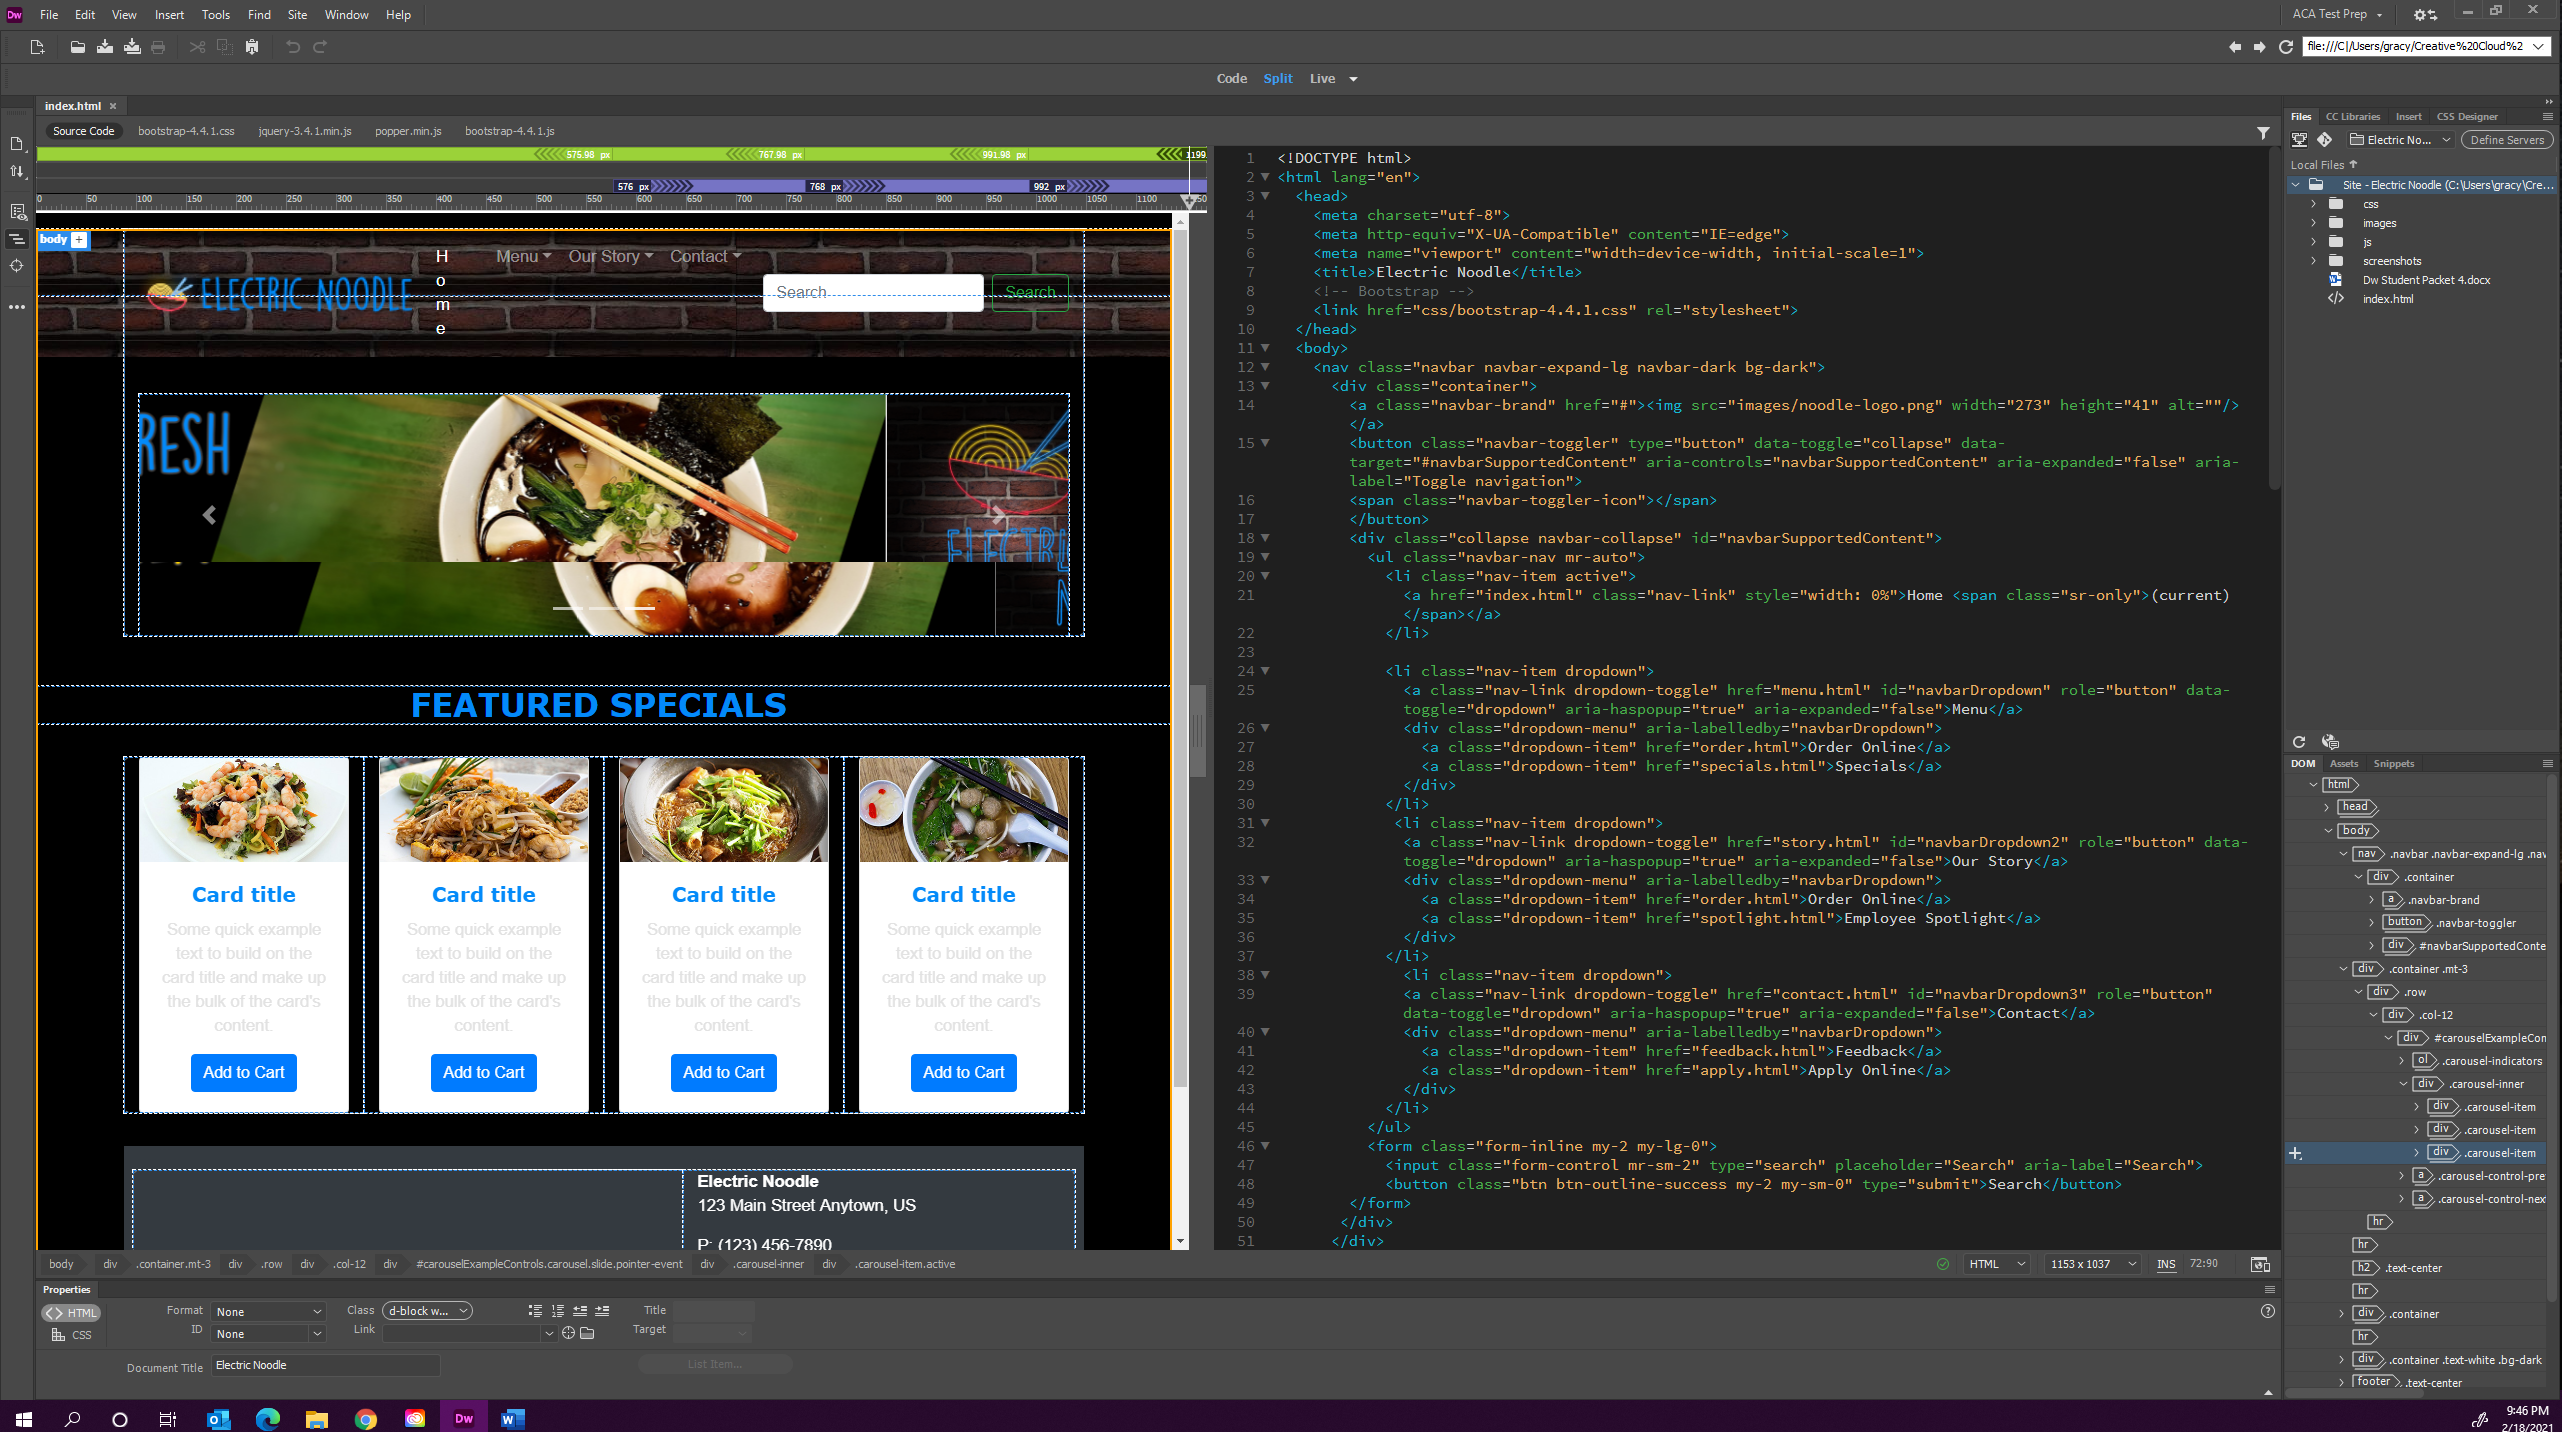 Dw File Edit View Insert Tools Find Site Window Help
ACA Test Prep
file:///C|/Users/gracy/Creative%20Cloud%2
Code Split Live
index.html
Source Code bootstrap-4.4.1.css jquery-3.4.1.min.js popper.min.js bootstrap-4.4.1.js
575.98 px 767.98 px 991.98 px 1199.
576 px 768 px 992 px
0 50 100 150 200 250 300 350 400 450 500 550 600 650 700 750 800 850 900 950 1000 1050 1100
body +
ELECTRIC NOODLE
H
o
m
e
Menu Our Story Contact
Search Search
RESH
FEATURED SPECIALS
Card title Card title Card title Card title
Some quick example Some quick example Some quick example Some quick example
text to build on the text to build on the text to build on the text to build on the
card title and make up card title and make up card title and make up card title and make up
the bulk of the card's the bulk of the card's the bulk of the card's the bulk of the card's
content. content. content. content.
Add to Cart Add to Cart Add to Cart Add to Cart
Electric Noodle
123 Main Street Anytown, US
P: (123) 456-7890
1 <!DOCTYPE html>
2 <html lang="en">
3 <head>
4 <meta charset="utf-8">
5 <meta http-equiv="X-UA-Compatible" content="IE=edge">
6 <meta name="viewport" content="width=device-width, initial-scale=1">
7 <title>Electric Noodle</title>
8 <!-- Bootstrap -->
9 <link href="css/bootstrap-4.4.1.css" rel="stylesheet">
10 </head>
11 <body>
12 <nav class="navbar navbar-expand-lg navbar-dark bg-dark">
13 <div class="container">
14 <a class="navbar-brand" href="#"><img src="images/noodle-logo.png" width="273" height="41" alt=""/>
</a>
15 <button class="navbar-toggler" type="button" data-toggle="collapse" data-
target="#navbarSupportedContent" aria-controls="navbarSupportedContent" aria-expanded="false" aria-
label="Toggle navigation">
16 <span class="navbar-toggler-icon"></span>
17 </button>
18 <div class="collapse navbar-collapse" id="navbarSupportedContent">
19 <ul class="navbar-nav mr-auto">
20 <li class="nav-item active">
21 <a href="index.html" class="nav-link" style="width: 0%">Home <span class="sr-only">(current)
</span></a>
22 </li>
23
24 <li class="nav-item dropdown">
25 <a class="nav-link dropdown-toggle" href="menu.html" id="navbarDropdown" role="button" data-
toggle="dropdown" aria-haspopup="true" aria-expanded="false">Menu</a>
26 <div class="dropdown-menu" aria-labelledby="navbarDropdown">
27 <a class="dropdown-item" href="order.html">Order Online</a>
28 <a class="dropdown-item" href="specials.html">Specials</a>
29 </div>
30 </li>
31 <li class="nav-item dropdown">
32 <a class="nav-link dropdown-toggle" href="story.html" id="navbarDropdown2" role="button" data-
toggle="dropdown" aria-haspopup="true" aria-expanded="false">Our Story</a>
33 <div class="dropdown-menu" aria-labelledby="navbarDropdown">
34 <a class="dropdown-item" href="order.html">Order Online</a>
35 <a class="dropdown-item" href="spotlight.html">Employee Spotlight</a>
36 </div>
37 </li>
38 <li class="nav-item dropdown">
39 <a class="nav-link dropdown-toggle" href="contact.html" id="navbarDropdown3" role="button"
data-toggle="dropdown" aria-haspopup="true" aria-expanded="false">Contact</a>
40 <div class="dropdown-menu" aria-labelledby="navbarDropdown">
41 <a class="dropdown-item" href="feedback.html">Feedback</a>
42 <a class="dropdown-item" href="apply.html">Apply Online</a>
43 </div>
44 </li>
45 </ul>
46 <form class="form-inline my-2 my-lg-0">
47 <input class="form-control mr-sm-2" type="search" placeholder="Search" aria-label="Search">
48 <button class="btn btn-outline-success my-2 my-sm-0" type="submit">Search</button>
49 </form>
50 </div>
51 </div>
Files CC Libraries Insert CSS Designer
Electric No... Define Servers
Local Files
Site - Electric Noodle (C:\Users\gracy\Cre...
css
images
js
screenshots
Dw Student Packet 4.docx
index.html
DOM Assets Snippets
html
head
body
nav .navbar .navbar-expand-lg .nav
div .container
a .navbar-brand
button .navbar-toggler
div #navbarSupportedConte
div .container .mt-3
div .row
div .col-12
div #carouselExampleCon
ol .carousel-indicators
div .carousel-inner
div .carousel-item
div .carousel-item
div .carousel-item
a .carousel-control-pre
a .carousel-control-nex
hr
hr
h2 .text-center
hr
div .container
hr
div .container .text-white .bg-dark
footer .text-center
body div .container.mt-3 div .row div .col-12 div #carouselExampleControls.carousel.slide.pointer-event div .carousel-inner div .carousel-item.active
HTML 1153 x 1037 INS 72:90
Properties
<> HTML Format None Class d-block w... Title
CSS ID None Link Target
Document Title Electric Noodle List Item...
Dw
9:46 PM
2/18/2021